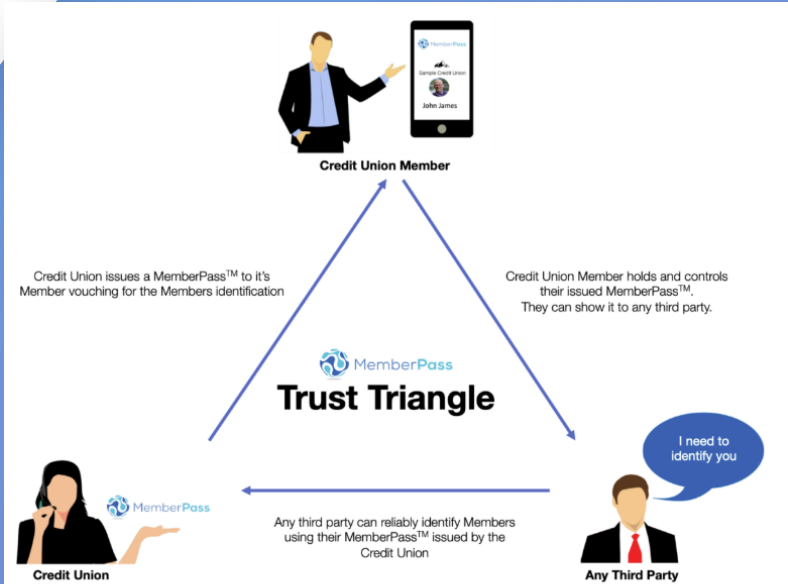 MemberPass
Sample Credit Union
John James
Credit Union Member
Credit Union issues a MemberPass™ to it's
Member vouching for the Members identification
Credit Union Member holds and controls
their issued MemberPass™.
They can show it to any third party.
MemberPass
Trust Triangle
I need to
identify you
MemberPass
Any third party can reliably identify Members
using their MemberPass™ issued by the
Credit Union
Credit Union
Any Third Party